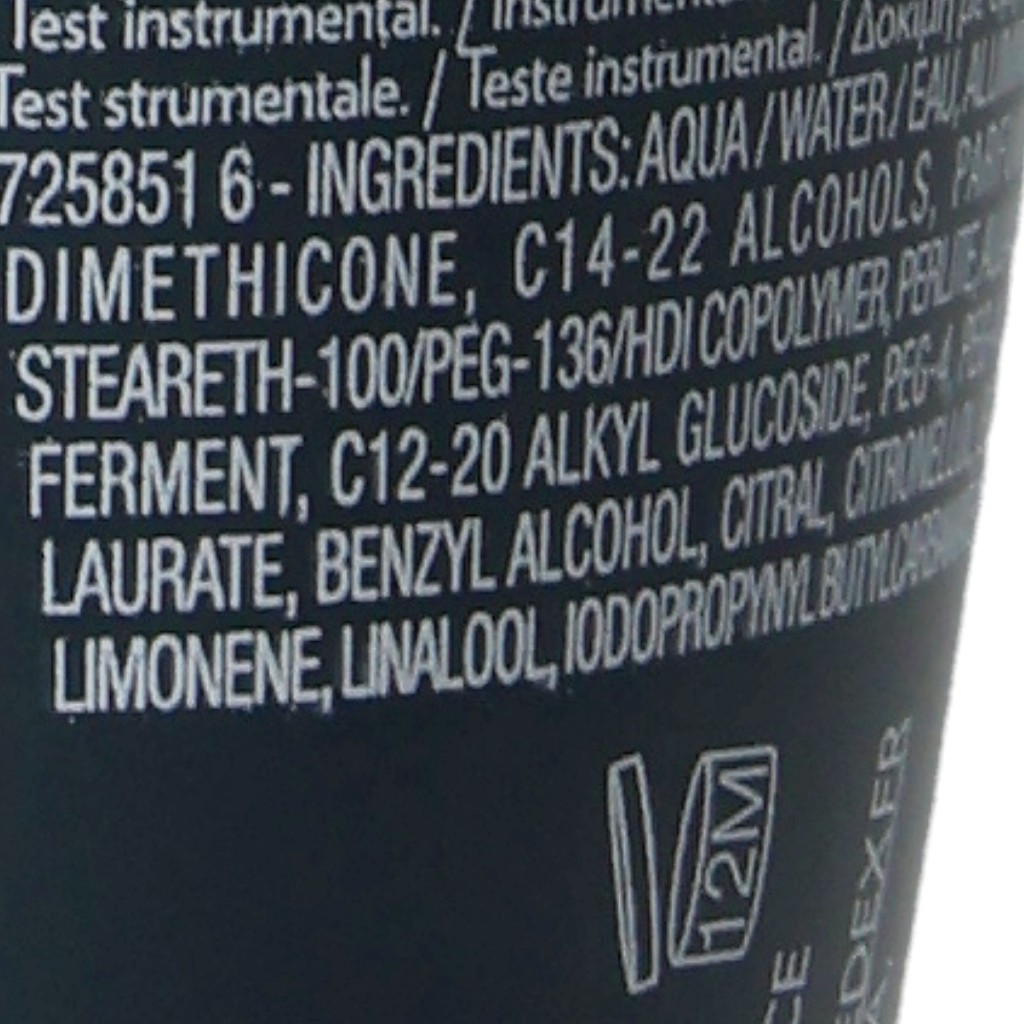 Test instrumental. /
Test strumentale. / Teste instrumental. /
725851 6 - INGREDIENTS: AQUA / WATER / EAU,
DIMETHICONE, C14-22 ALCOHOLS,
STEARETH-100/PEG-136/HDI COPOLYMER, PERLITE,
FERMENT, C12-20 ALKYL GLUCOSIDE, PEG-4,
LAURATE, BENZYL ALCOHOL, CITRAL,
LIMONENE, LINALOOL, IODOPROPYNYL
12M